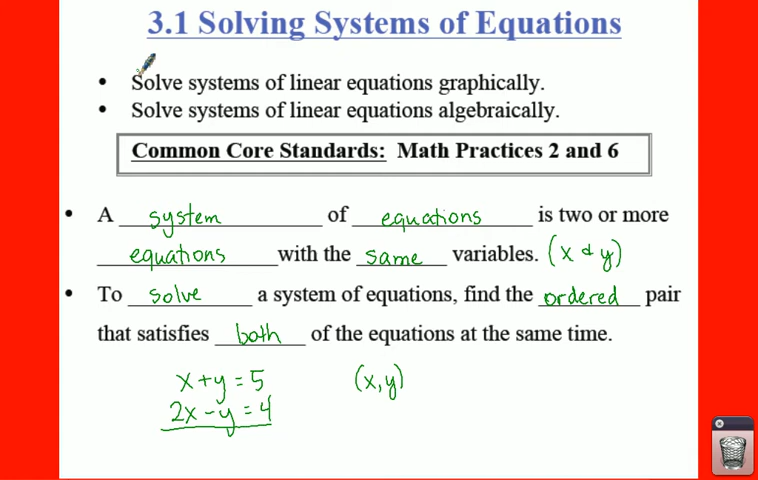 3.1 Solving Systems of Equations
• Solve systems of linear equations graphically.
• Solve systems of linear equations algebraically.
Common Core Standards: Math Practices 2 and 6
• A system of equations is two or more
equations with the same variables. (x & y)
• To solve a system of equations, find the ordered pair
that satisfies both of the equations at the same time.
x+y=5 (x,y)
2x-y=4